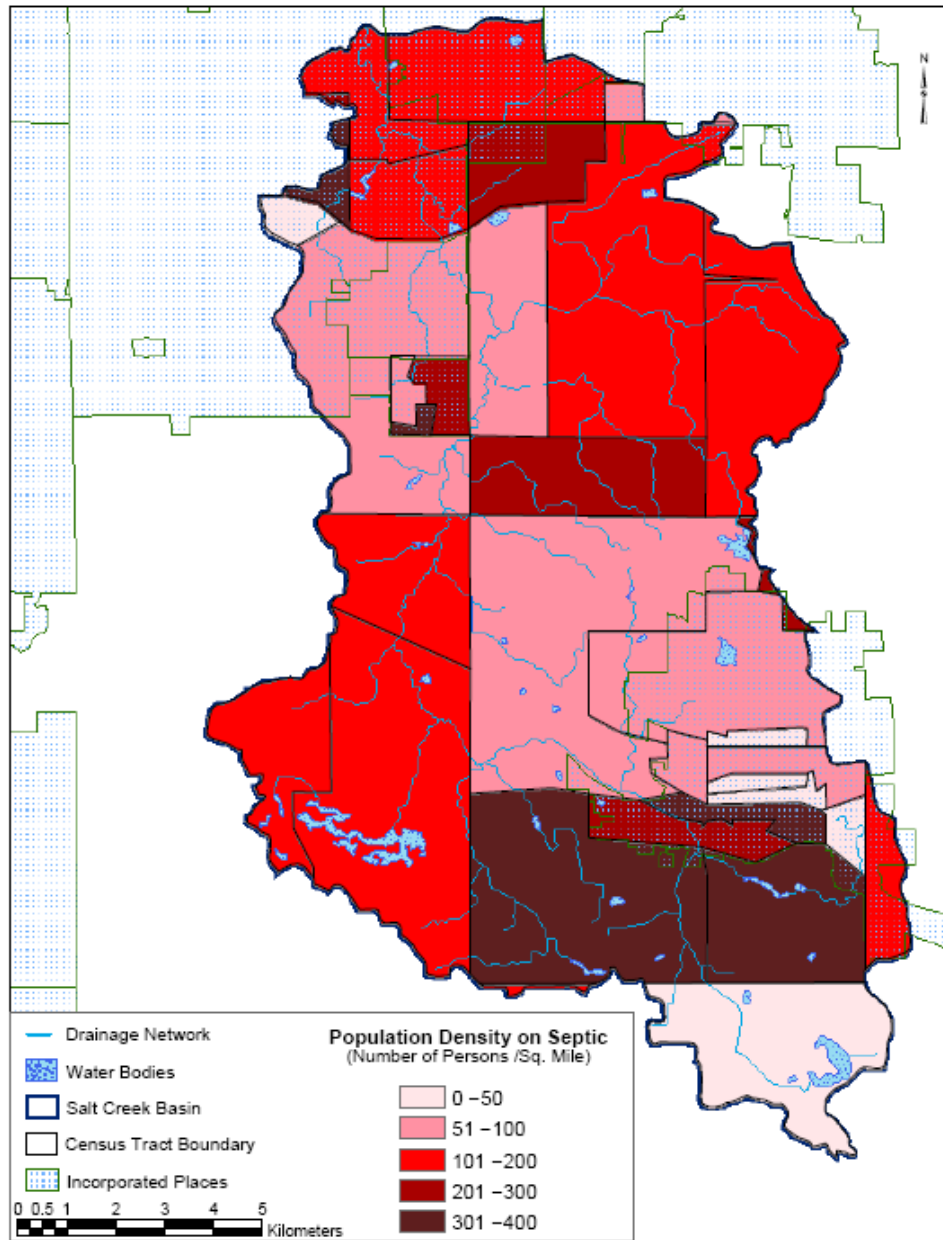 N
Drainage Network
Water Bodies
Salt Creek Basin
Census Tract Boundary
Incorporated Places
0 0.5 1 2 3 4 5
Kilometers
Population Density on Septic
(Number of Persons /Sq. Mile)
0 –50
51 –100
101 –200
201 –300
301 –400